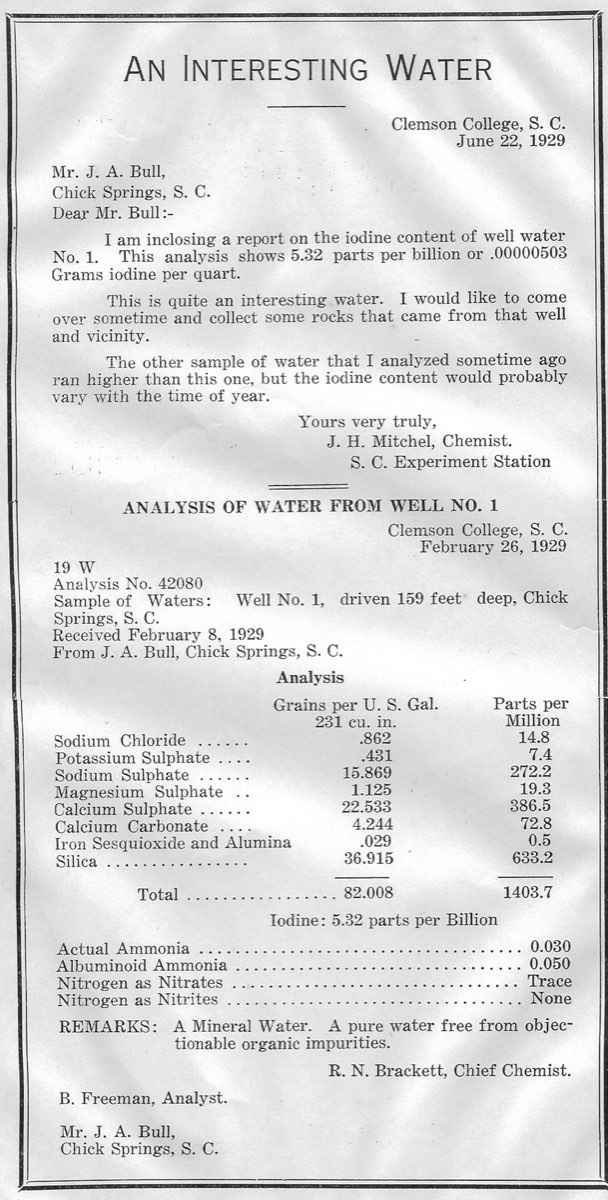 AN INTERESTING WATER
Clemson College, S. C.
June 22, 1929
Mr. J. A. Bull,
Chick Springs, S. C.
Dear Mr. Bull:-
I am inclosing a report on the iodine content of well water
No. 1. This analysis shows 5.32 parts per billion or .00000503
Grams iodine per quart.
This is quite an interesting water. I would like to come
over sometime and collect some rocks that came from that well
and vicinity.
The other sample of water that I analyzed sometime ago
ran higher than this one, but the iodine content would probably
vary with the time of year.
Yours very truly,
J. H. Mitchel, Chemist.
S. C. Experiment Station
ANALYSIS OF WATER FROM WELL NO. 1
Clemson College, S. C.
February 26, 1929
19 W
Analysis No. 42080
Sample of Waters: Well No. 1, driven 159 feet deep, Chick
Springs, S. C.
Received February 8, 1929
From J. A. Bull, Chick Springs, S. C.
Analysis
Grains per U. S. Gal. Parts per
231 cu. in. Million
Sodium Chloride ...... .862 14.8
Potassium Sulphate .... .431 7.4
Sodium Sulphate ...... 15.869 272.2
Magnesium Sulphate .. 1.125 19.3
Calcium Sulphate ...... 22.533 386.5
Calcium Carbonate .... 4.244 72.8
Iron Sesquioxide and Alumina .029 0.5
Silica ................ 36.915 633.2
Total ................. 82.008 1403.7
Iodine: 5.32 parts per Billion
Actual Ammonia .................................... 0.030
Albuminoid Ammonia ................................ 0.050
Nitrogen as Nitrates ................................ Trace
Nitrogen as Nitrites ................................. None
REMARKS: A Mineral Water. A pure water free from objec-
tionable organic impurities.
R. N. Brackett, Chief Chemist.
B. Freeman, Analyst.
Mr. J. A. Bull,
Chick Springs, S. C.